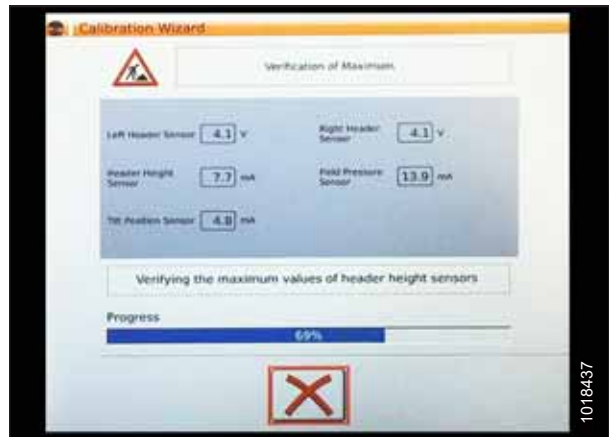 Calibration Wizard
Verification of Maximum
Left Header Sensor 4.1 V
Right Header Sensor 4.1 V
Header Height Sensor 7.7 mA
Field Pressure Sensor 13.9 mA
Tilt Position Sensor 4.8 mA
Verifying the maximum values of header height sensors
Progress
69%
1018437